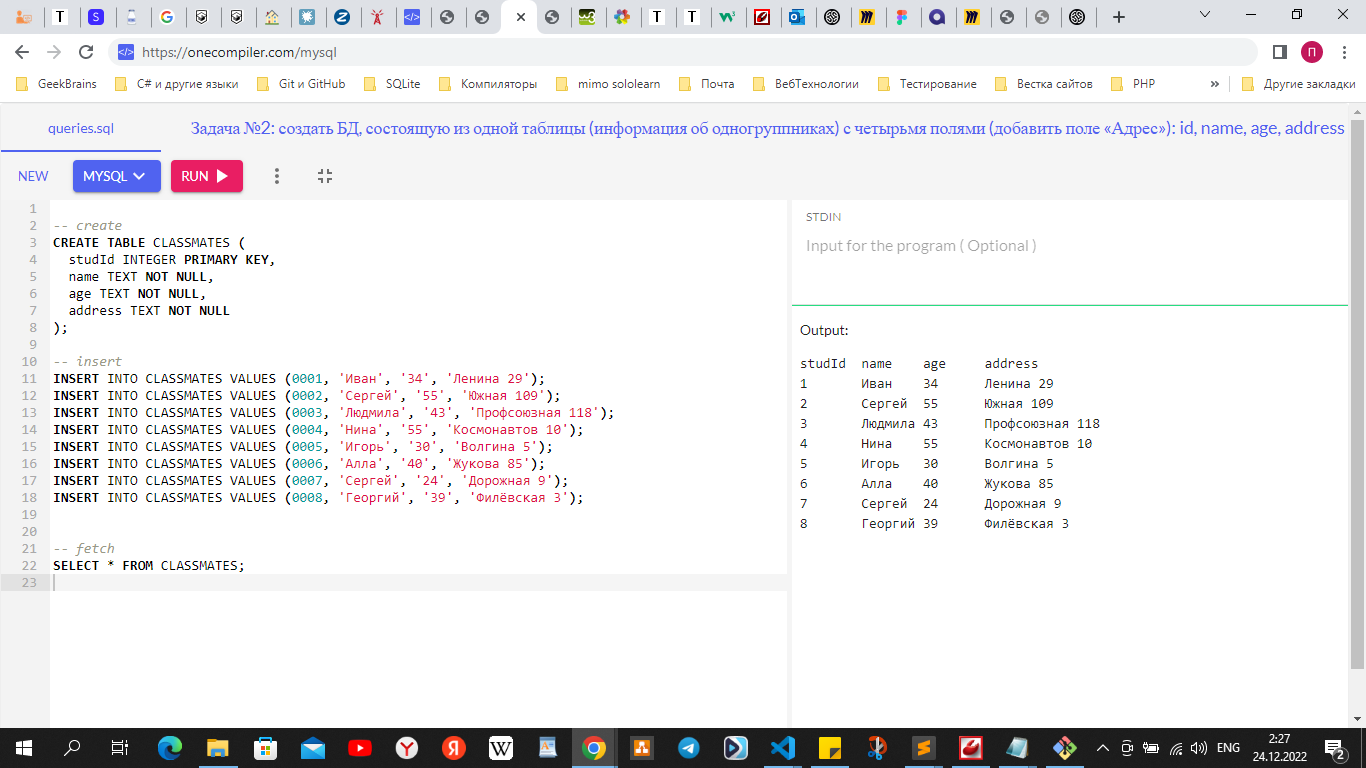 https://onecompiler.com/mysql
П
GeekBrains
C# и другие языки
Git и GitHub
SQLite
Компиляторы
mimo sololearn
Почта
ВебТехнологии
Тестирование
Вестка сайтов
PHP
»
Другие закладки
queries.sql
Задача №2: создать БД, состоящую из одной таблицы (информация об одногруппниках) с четырьмя полями (добавить поле «Адрес»): id, name, age, address
NEW
MYSQL
RUN
1
2 -- create
3 CREATE TABLE CLASSMATES (
4 studId INTEGER PRIMARY KEY,
5 name TEXT NOT NULL,
6 age TEXT NOT NULL,
7 address TEXT NOT NULL
8 );
9
10 -- insert
11 INSERT INTO CLASSMATES VALUES (0001, 'Иван', '34', 'Ленина 29');
12 INSERT INTO CLASSMATES VALUES (0002, 'Сергей', '55', 'Южная 109');
13 INSERT INTO CLASSMATES VALUES (0003, 'Людмила', '43', 'Профсоюзная 118');
14 INSERT INTO CLASSMATES VALUES (0004, 'Нина', '55', 'Космонавтов 10');
15 INSERT INTO CLASSMATES VALUES (0005, 'Игорь', '30', 'Волгина 5');
16 INSERT INTO CLASSMATES VALUES (0006, 'Алла', '40', 'Жукова 85');
17 INSERT INTO CLASSMATES VALUES (0007, 'Сергей', '24', 'Дорожная 9');
18 INSERT INTO CLASSMATES VALUES (0008, 'Георгий', '39', 'Филёвская 3');
19
20
21 -- fetch
22 SELECT * FROM CLASSMATES;
23
STDIN
Input for the program ( Optional )
Output:
studId name age address
1 Иван 34 Ленина 29
2 Сергей 55 Южная 109
3 Людмила 43 Профсоюзная 118
4 Нина 55 Космонавтов 10
5 Игорь 30 Волгина 5
6 Алла 40 Жукова 85
7 Сергей 24 Дорожная 9
8 Георгий 39 Филёвская 3
ENG
2:27
24.12.2022
2